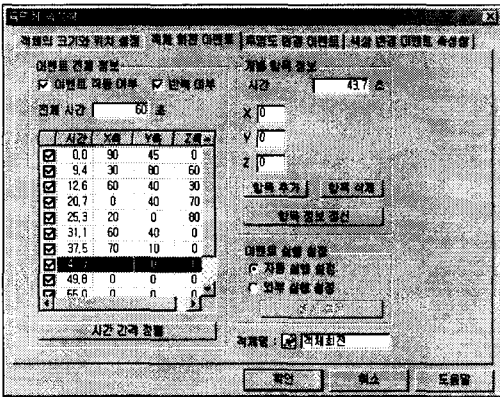 객체의 크기와 위치 설정 객체 회전 이벤트 투명도 변경 이벤트 색상 변경 이벤트 속성창
이벤트 전체 정보
이벤트 작동 여부 반복 여부
전체 시간 60 초
시간 X축 Y축 Z축
0,0 90 45 0
9,4 30 80 60
12,6 60 40 30
20,7 0 40 70
25,3 20 0 80
31,1 60 40 0
37,5 70 10 0
49,8 0 0 0
55,0 0 0 0
시간 간격 정렬
개별 항목 정보
시간 43,7 초
X 0
Y 0
Z 0
항목 추가 항목 삭제
항목 정보 갱신
이벤트 실행 설정
자동 실행 설정
외부 실행 설정
객체명 : 객체회전
확인 취소 도움말